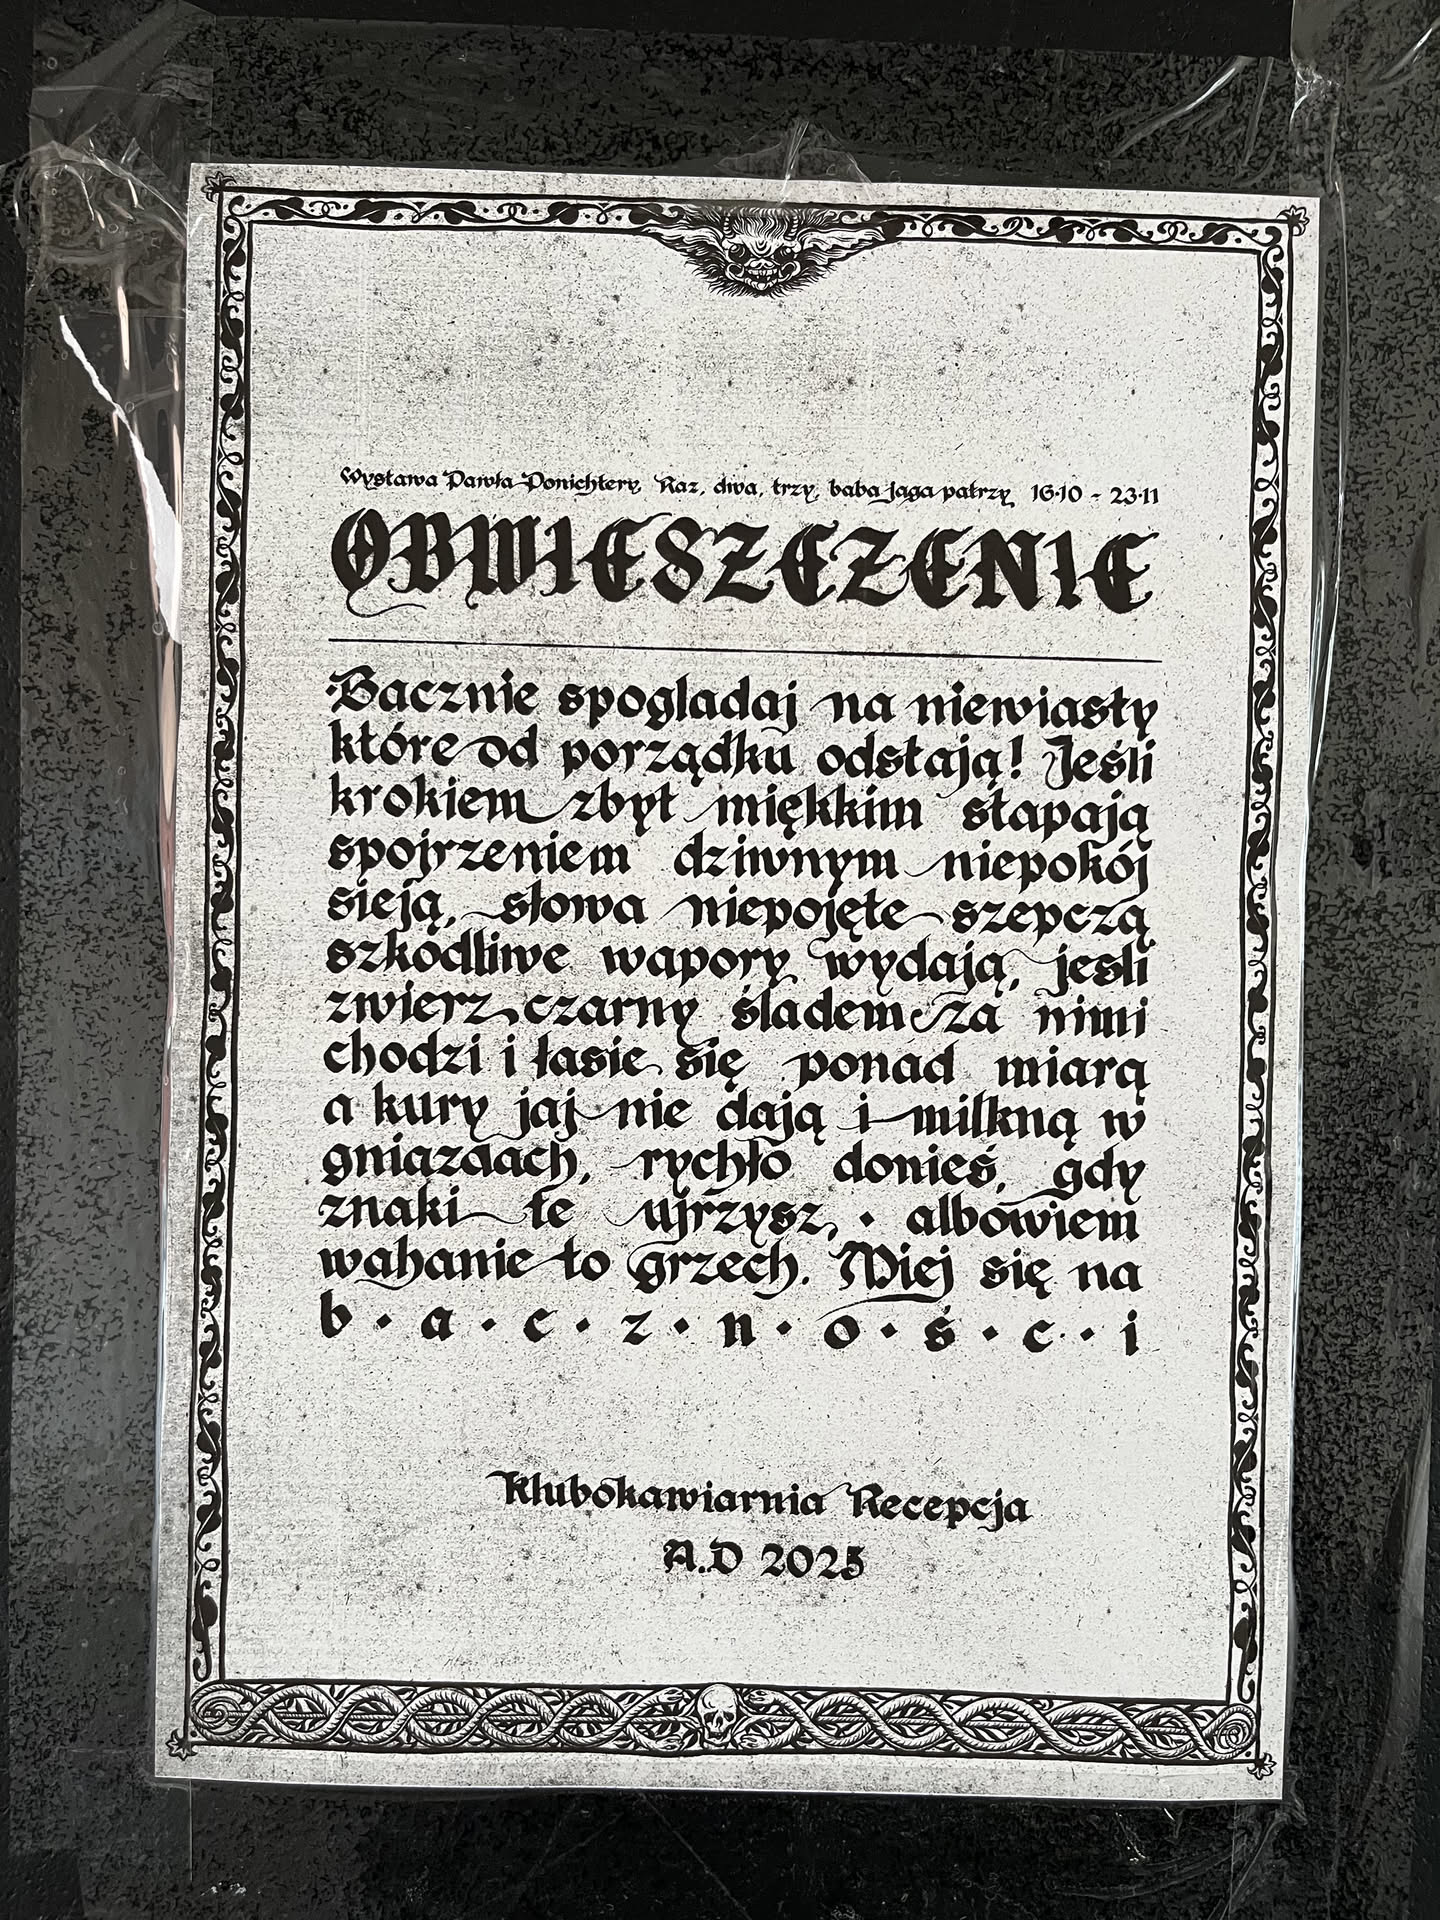 Wystawa Pawła Ponichtery, Raz, dwa, trzy, baba jaga patrzy 16•10 - 23•11
OBWIESZCZENIE
Bacznie spogladaj na niewiasty
które od porządku odstają! Jeśli
krokiem zbyt miękkim stąpają
spojrzeniem dziwnym niepokój
sieją, słowa niepojęte szepczą
szkodliwe wapory wydają, jesli
zwierz czarny śladem za nimi
chodzi i łasie się ponad miarą
a kury jaj nie dają i milkną w
gniazdach, rychło donieś, gdy
znaki te ujrzysz, • albowiem
wahanie to grzech. Miej się na
b • a • c • z • n • o • ś • c • i
Klubokawiarnia Recepcja
A.D 2025